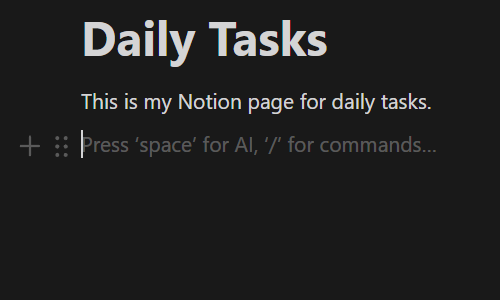 Daily Tasks
This is my Notion page for daily tasks.
Press ‘space’ for AI, ‘/’ for commands...